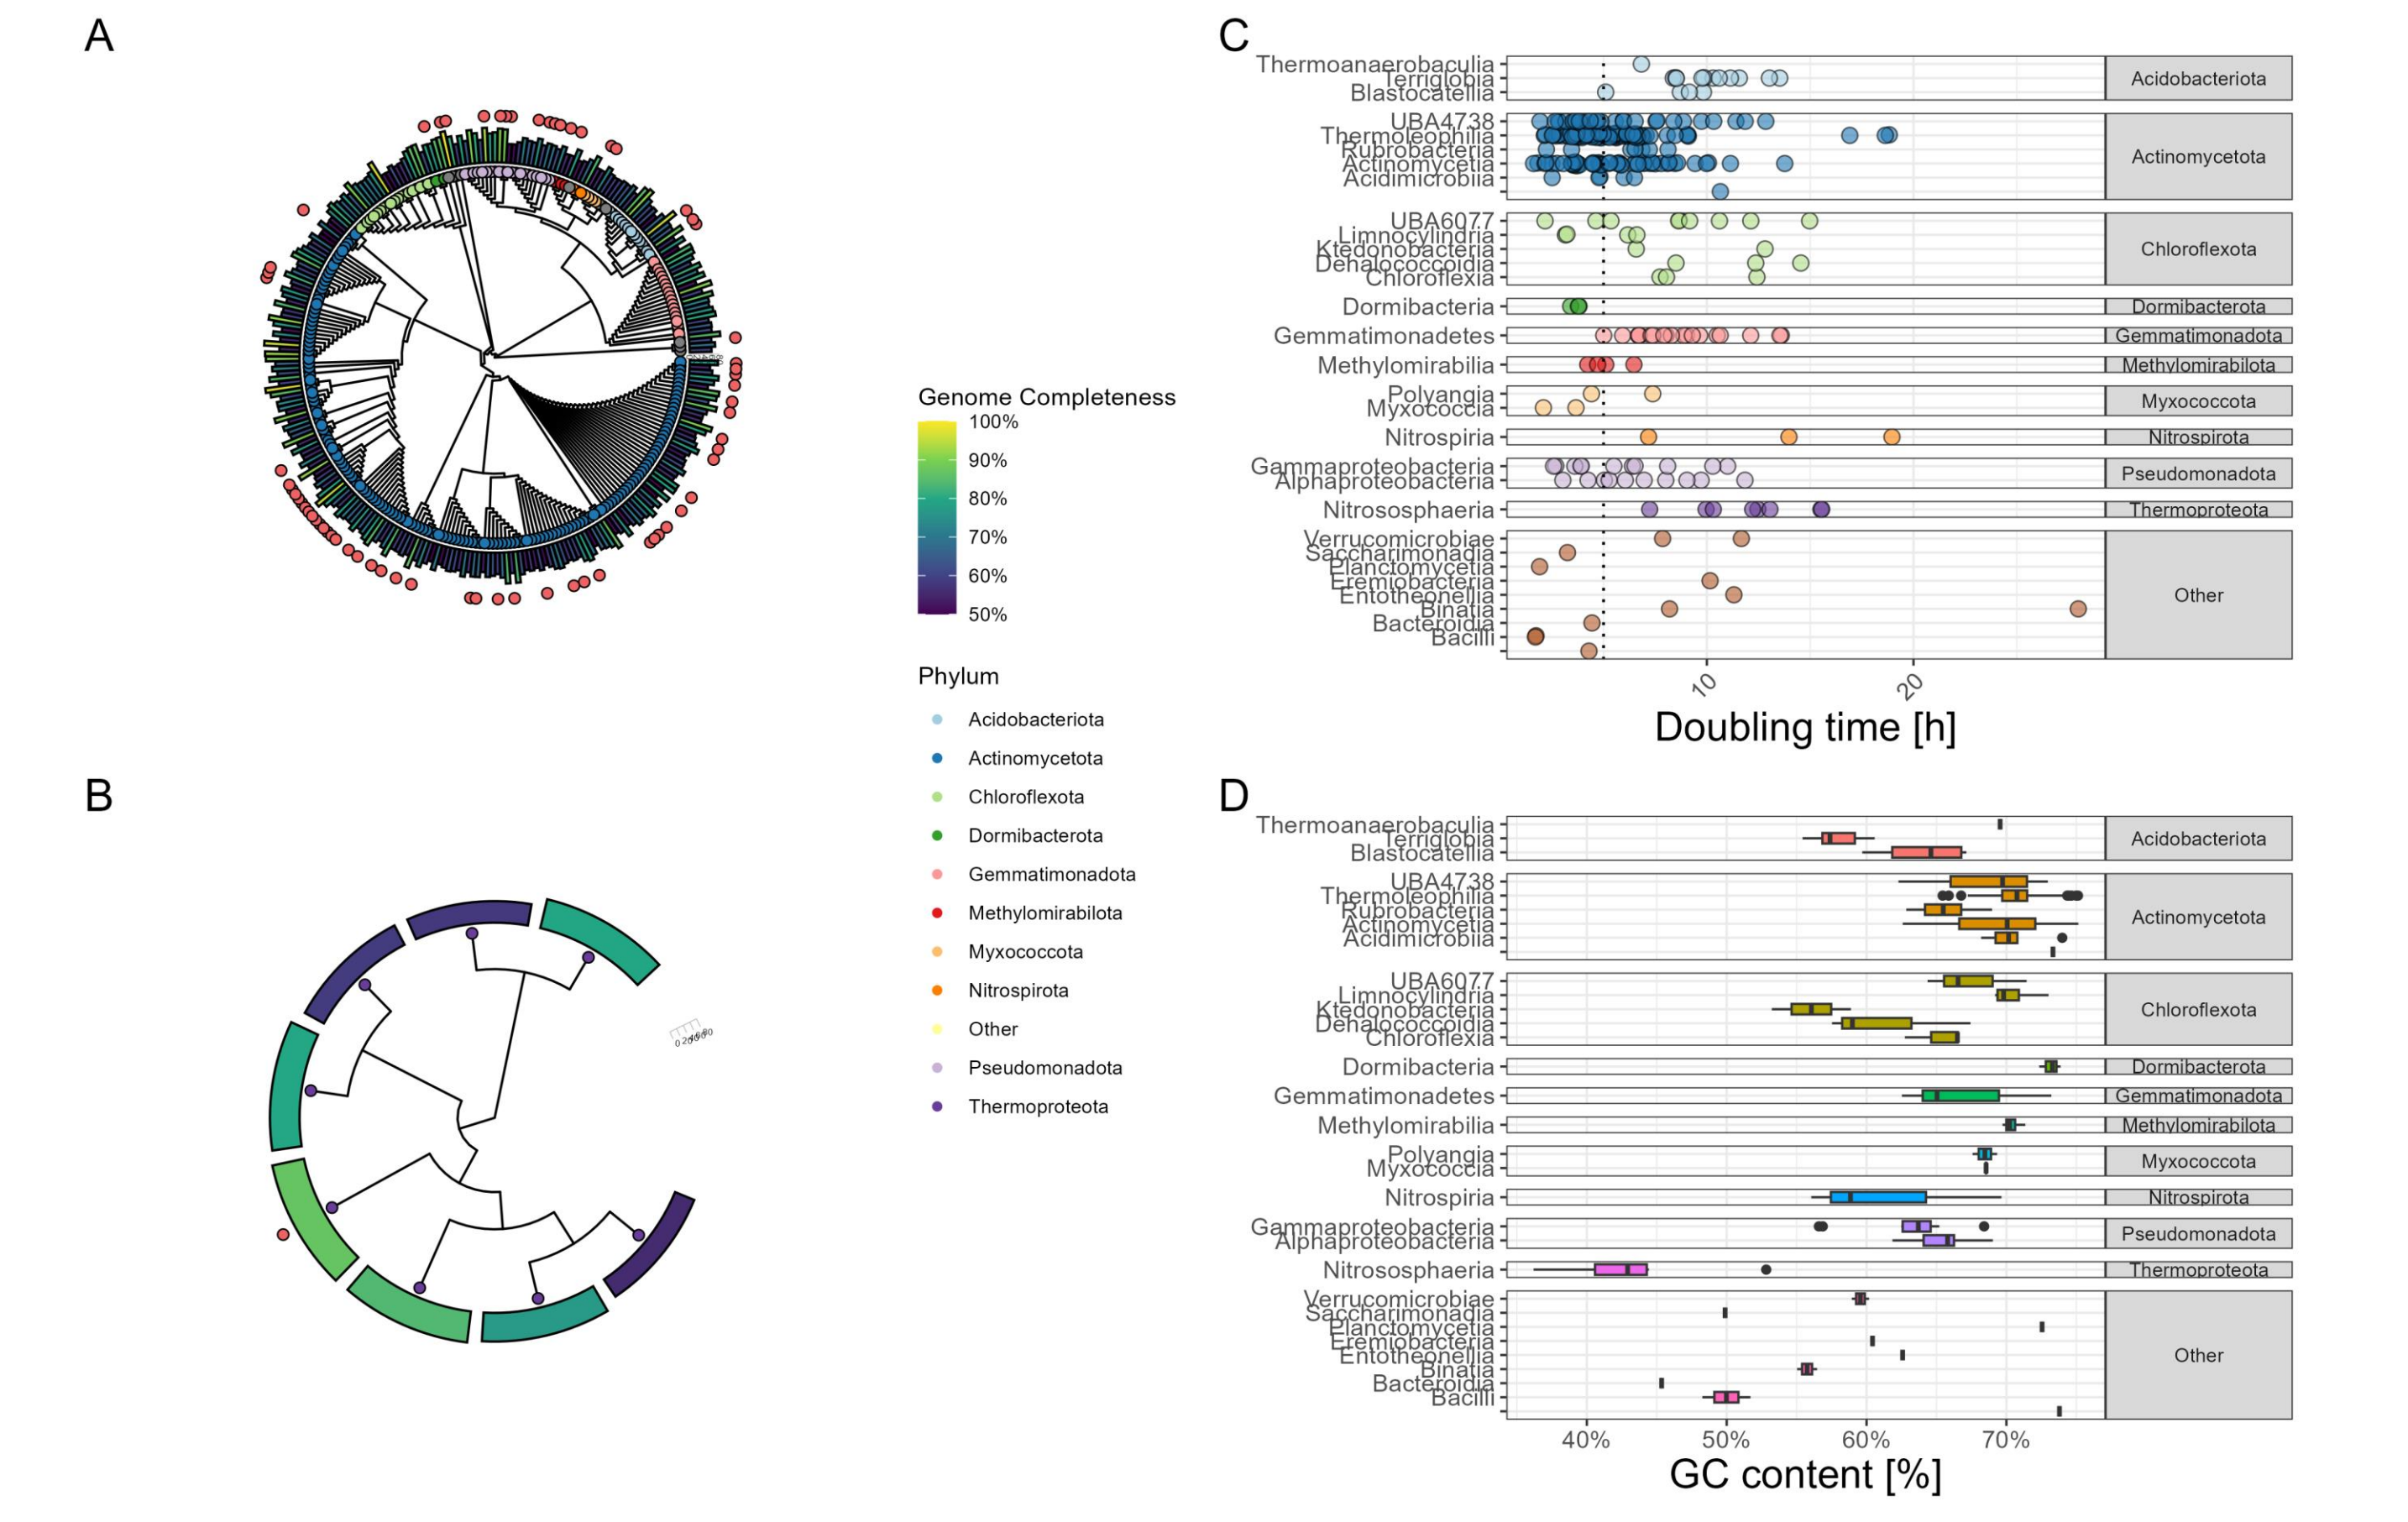 A
Genome Completeness
100%
90%
80%
70%
60%
50%
Phylum
Acidobacteriota
Actinomycetota
Chloroflexota
Dormibacterota
Gemmatimonadota
Methylomirabilota
Myxococcota
Nitrospirota
Other
Pseudomonadota
Thermoproteota
B
C
Thermoanaerobaculia
Terriglobia
Blastocatellia
Acidobacteriota
UBA4738
Thermoleophilia
Rubrobacteria
Actinomycetia
Acidimicrobiia
Actinomycetota
UBA6077
Limnocylindria
Ktedonobacteria
Dehalococcoidia
Chloroflexia
Chloroflexota
Dormibacteria
Dormibacterota
Gemmatimonadetes
Gemmatimonadota
Methylomirabilia
Methylomirabilota
Polyangia
Myxococcia
Myxococcota
Nitrospiria
Nitrospirota
Gammaproteobacteria
Alphaproteobacteria
Pseudomonadota
Nitrososphaeria
Thermoproteota
Verrucomicrobiae
Saccharimonadia
Planctomycetia
Eremiobacteria
Entotheonellia
Binatia
Bacteroidia
Bacilli
Other
10
20
Doubling time [h]
D
Thermoanaerobaculia
Terriglobia
Blastocatellia
Acidobacteriota
UBA4738
Thermoleophilia
Rubrobacteria
Actinomycetia
Acidimicrobiia
Actinomycetota
UBA6077
Limnocylindria
Ktedonobacteria
Dehalococcoidia
Chloroflexia
Chloroflexota
Dormibacteria
Dormibacterota
Gemmatimonadetes
Gemmatimonadota
Methylomirabilia
Methylomirabilota
Polyangia
Myxococcia
Myxococcota
Nitrospiria
Nitrospirota
Gammaproteobacteria
Alphaproteobacteria
Pseudomonadota
Nitrososphaeria
Thermoproteota
Verrucomicrobiae
Saccharimonadia
Planctomycetia
Eremiobacteria
Entotheonellia
Binatia
Bacteroidia
Bacilli
Other
40%
50%
60%
70%
GC content [%]